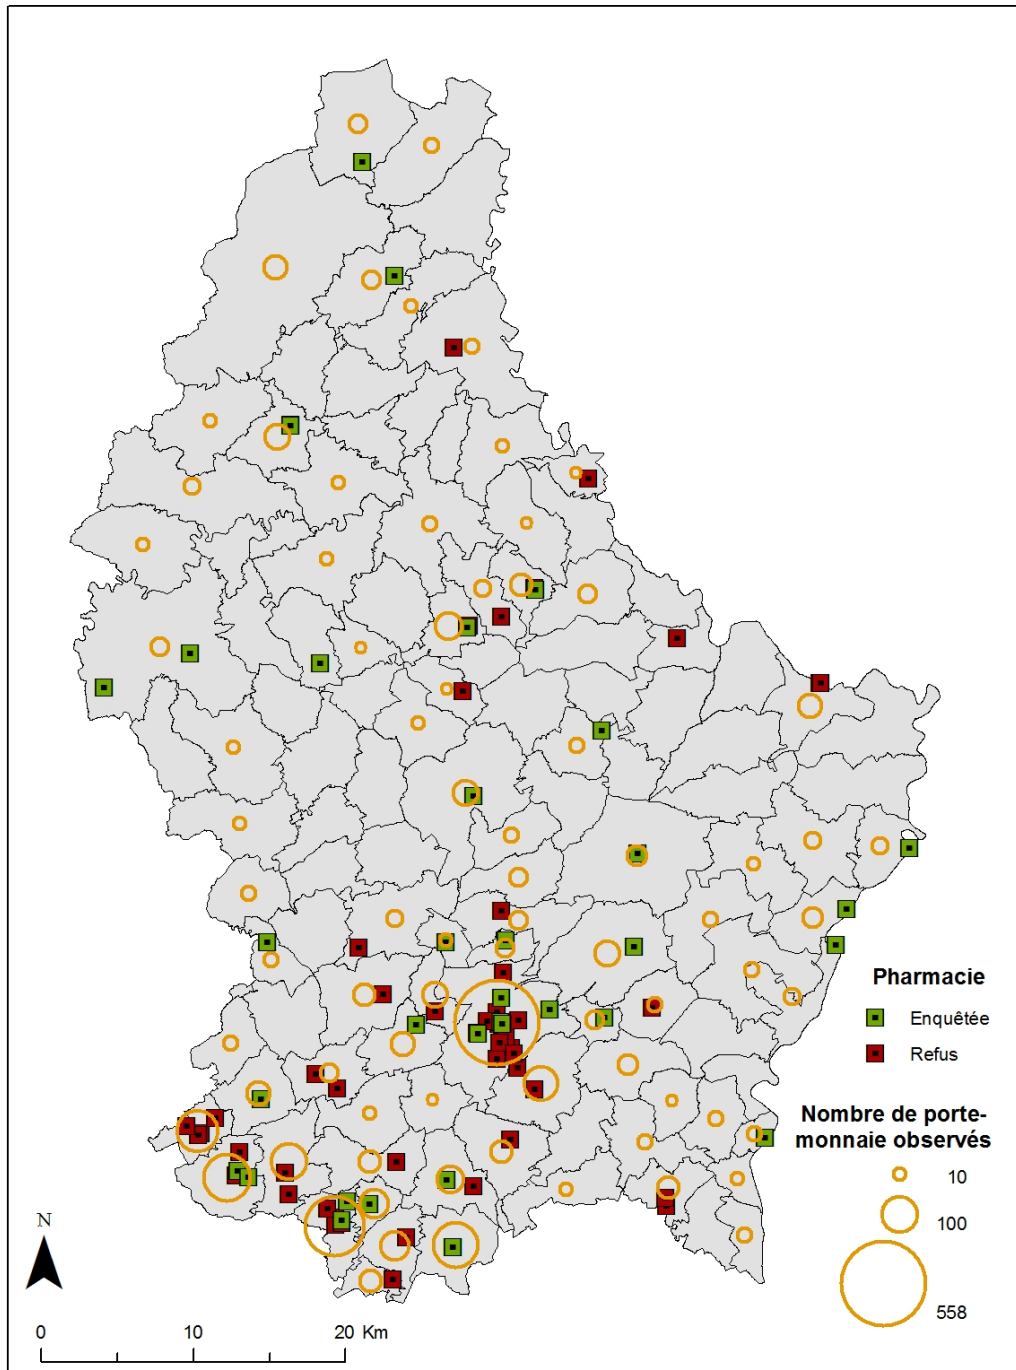 Pharmacie
Enquêtée
Refus
Nombre de porte-
monnaie observés
10
100
558
N
0 10 20 Km